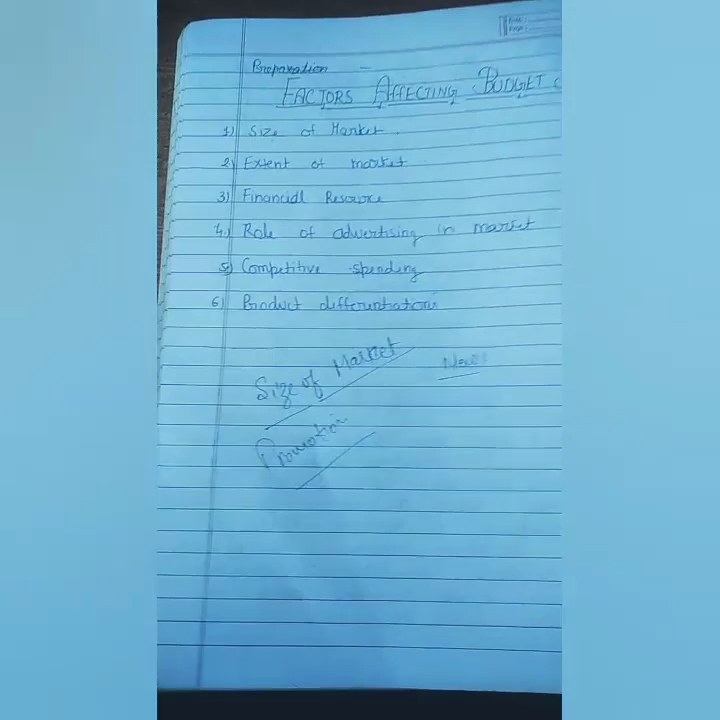 Preparation —
FACTORS AFFECTING BUDGET
1) Size of Market
2) Extent of market
3) Financial Resource
4) Role of advertising in market
5) Competitive spending
6) Product differentiation
Size of Market
Promotion